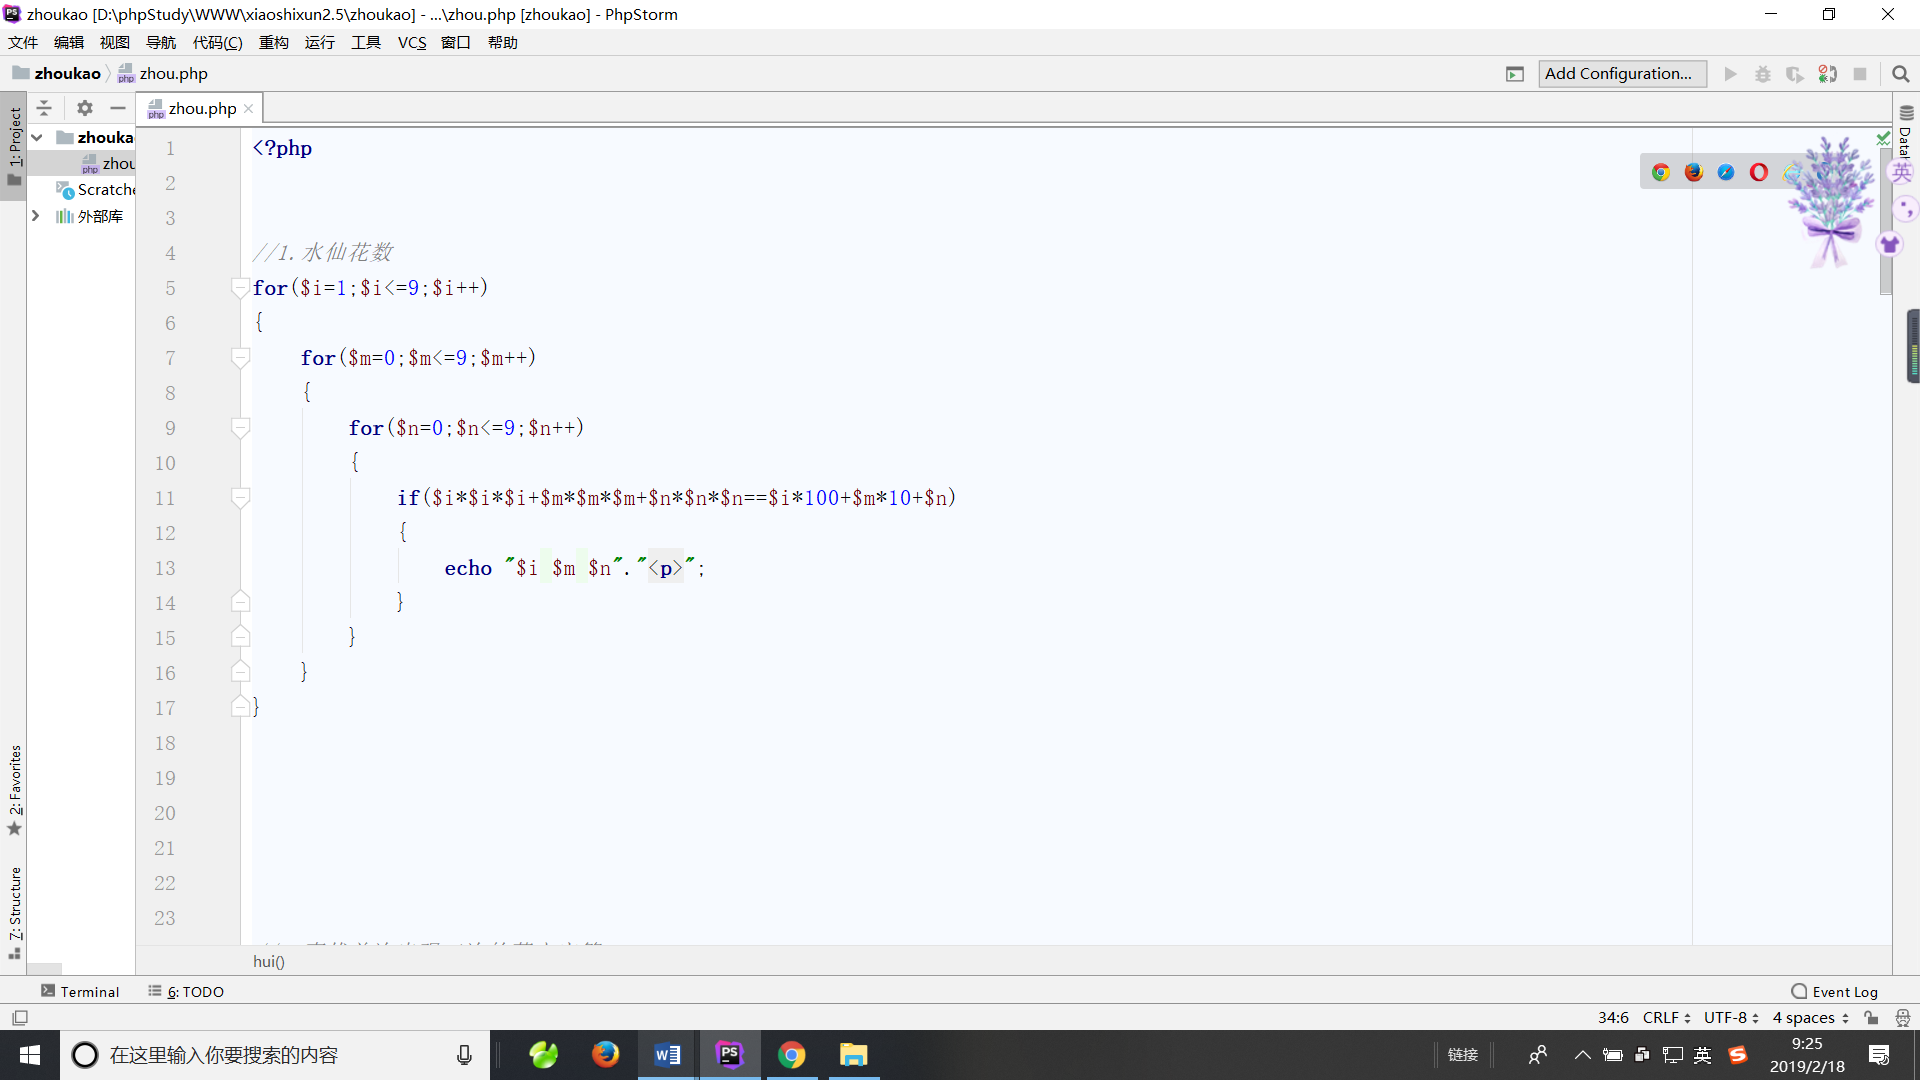 zhoukao [D:\phpStudy\WWW\xiaoshixun2.5\zhoukao] - ...\zhou.php [zhoukao] - PhpStorm
文件 编辑 视图 导航 代码(C) 重构 运行 工具 VCS 窗口 帮助
zhoukao zhou.php Add Configuration...
1: Project
zhou.php
zhouka
zhou
Scratche
外部库
2: Favorites
7: Structure
英
1 <?php
2
3
4 //1.水仙花数
5 for($i=1;$i<=9;$i++)
6 {
7 for($m=0;$m<=9;$m++)
8 {
9 for($n=0;$n<=9;$n++)
10 {
11 if($i*$i*$i+$m*$m*$m+$n*$n*$n==$i*100+$m*10+$n)
12 {
13 echo "$i $m $n"."<p>";
14 }
15 }
16 }
17 }
18
19
20
21
22
23
hui()
Terminal 6: TODO Event Log
34:6 CRLF UTF-8 4 spaces
在这里输入你要搜索的内容 链接 英 9:25
2019/2/18